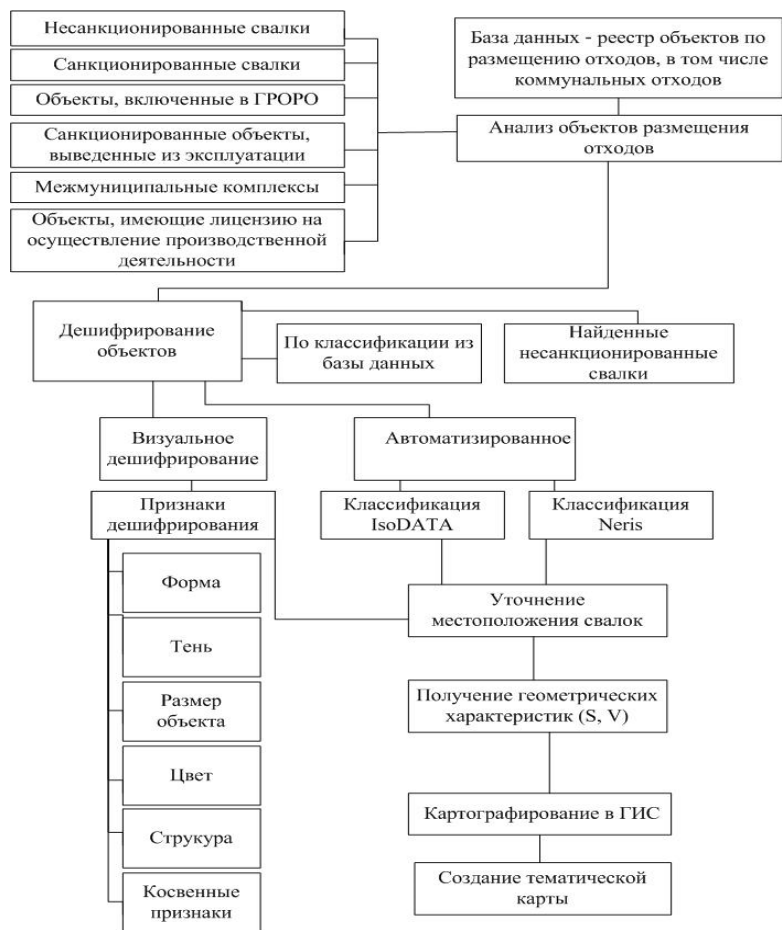 Несанкционированные свалки
Санкционированные свалки
Объекты, включенные в ГРОРО
Санкционированные объекты,
выведенные из эксплуатации
Межмуниципальные комплексы
Объекты, имеющие лицензию на
осуществление производственной
деятельности
База данных - реестр объектов по
размещению отходов, в том числе
коммунальных отходов
Анализ объектов размещения
отходов
Дешифрирование
объектов
По классификации из
базы данных
Найденные
несанкционированные
свалки
Визуальное
дешифрирование
Автоматизированное
Признаки
дешифрирования
Классификация
IsoDATA
Классификация
Neris
Форма
Тень
Размер
объекта
Цвет
Струкура
Косвенные
признаки
Уточнение
местоположения свалок
Получение геометрических
характеристик (S, V)
Картографирование в ГИС
Создание тематической
карты